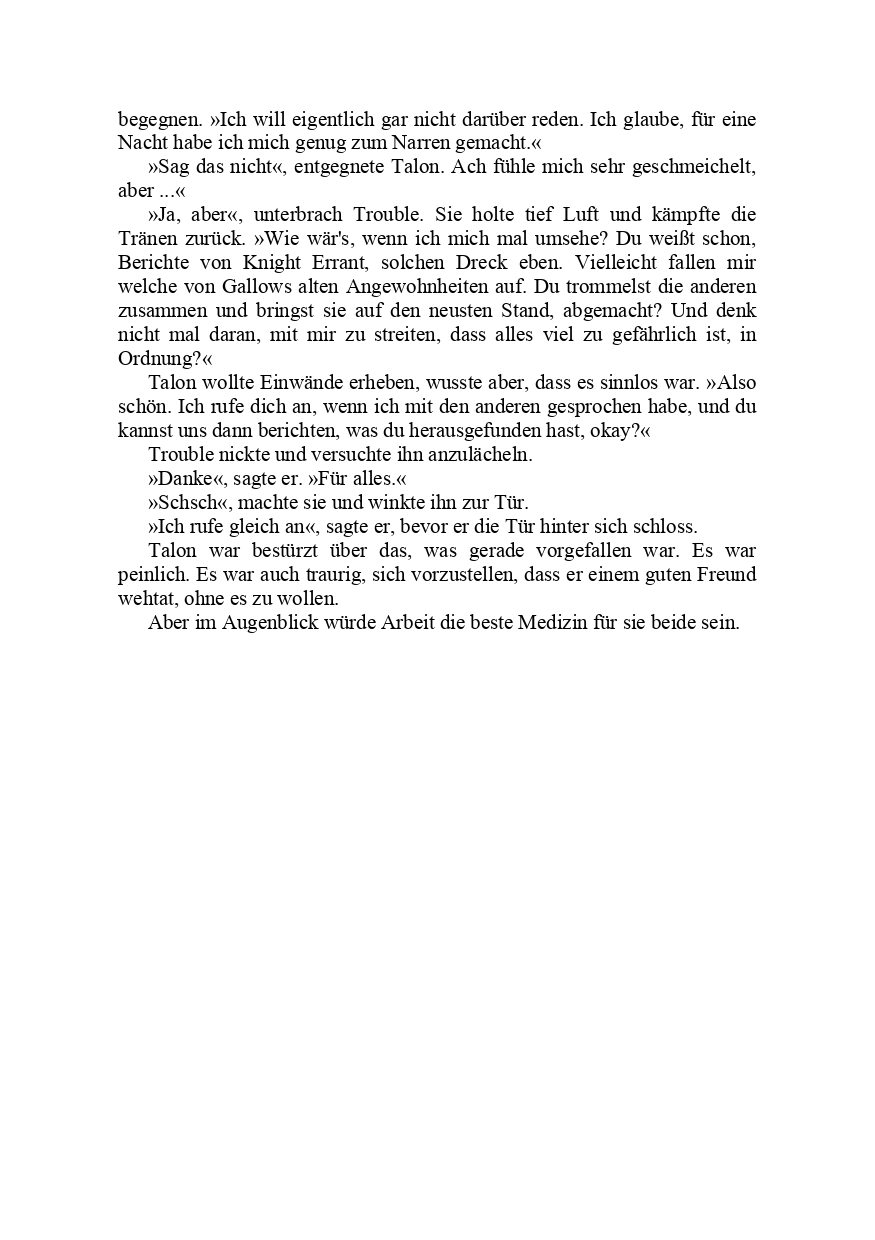 begegnen. »Ich will eigentlich gar nicht darüber reden. Ich glaube, für eine
Nacht habe ich mich genug zum Narren gemacht.«
»Sag das nicht«, entgegnete Talon. Ach fühle mich sehr geschmeichelt,
aber ...«
»Ja, aber«, unterbrach Trouble. Sie holte tief Luft und kämpfte die
Tränen zurück. »Wie wär's, wenn ich mich mal umsehe? Du weißt schon,
Berichte von Knight Errant, solchen Dreck eben. Vielleicht fallen mir
welche von Gallows alten Angewohnheiten auf. Du trommelst die anderen
zusammen und bringst sie auf den neusten Stand, abgemacht? Und denk
nicht mal daran, mit mir zu streiten, dass alles viel zu gefährlich ist, in
Ordnung?«
Talon wollte Einwände erheben, wusste aber, dass es sinnlos war. »Also
schön. Ich rufe dich an, wenn ich mit den anderen gesprochen habe, und du
kannst uns dann berichten, was du herausgefunden hast, okay?«
Trouble nickte und versuchte ihn anzulächeln.
»Danke«, sagte er. »Für alles.«
»Schsch«, machte sie und winkte ihn zur Tür.
»Ich rufe gleich an«, sagte er, bevor er die Tür hinter sich schloss.
Talon war bestürzt über das, was gerade vorgefallen war. Es war
peinlich. Es war auch traurig, sich vorzustellen, dass er einem guten Freund
wehtat, ohne es zu wollen.
Aber im Augenblick würde Arbeit die beste Medizin für sie beide sein.